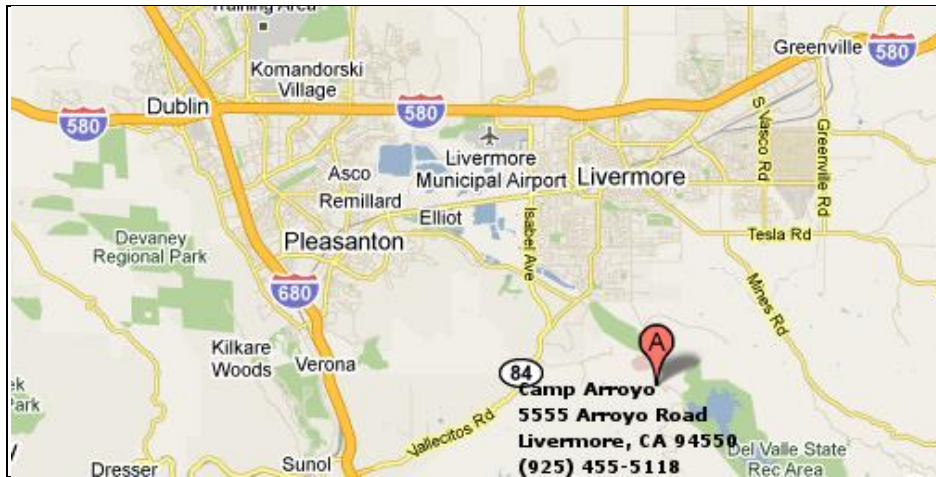 Training Area
Greenville
580
Komandorski
Village
Dublin
580
580
S Vasco Rd
Greenville Rd
Livermore
Municipal Airport
Livermore
Asco
Remillard
Elliot
Isabel Ave
Tesla Rd
Devaney
Regional Park
Pleasanton
680
Mines Rd
Kilkare
Woods
Verona
A
84
Camp Arroyo
5555 Arroyo Road
Livermore, CA 94550
(925) 455-5118
Vallecitos Rd
ek
Park
y
Dresser
Sunol
Del Valle State
Rec Area